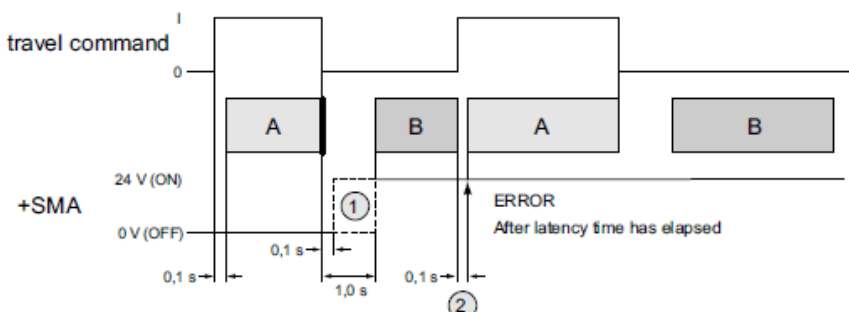 I
travel command
0
A
B
A
B
24 V (ON)
+SMA
1
ERROR
After latency time has elapsed
0 V (OFF)
0,1 s
0,1 s
1,0 s
0,1 s
2